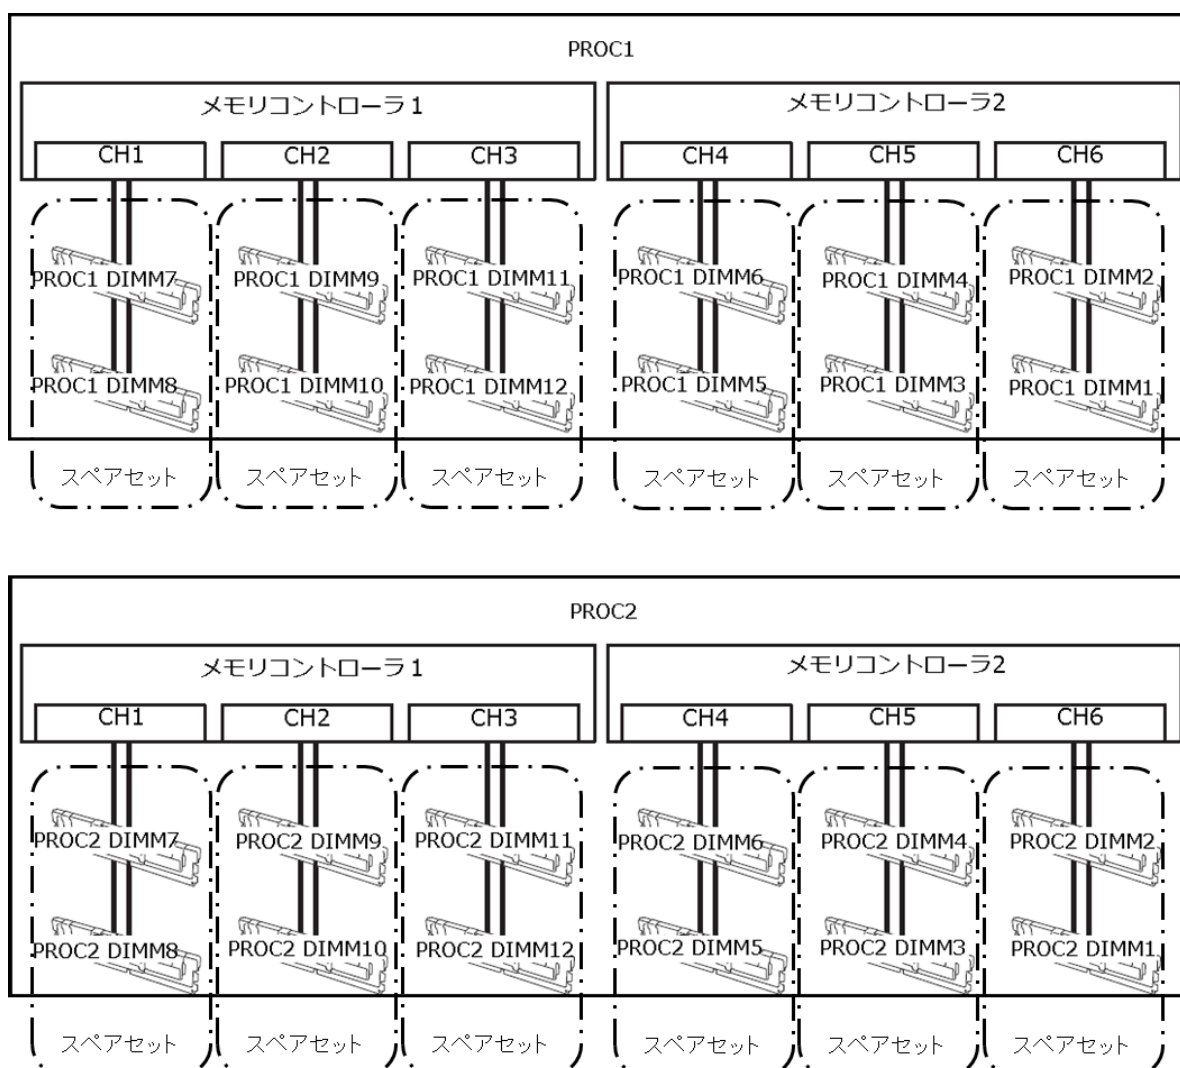 PROC1
メモリコントローラ1 メモリコントローラ2
CH1 CH2 CH3 CH4 CH5 CH6
PROC1 DIMM7 PROC1 DIMM9 PROC1 DIMM11 PROC1 DIMM6 PROC1 DIMM4 PROC1 DIMM2
PROC1 DIMM8 PROC1 DIMM10 PROC1 DIMM12 PROC1 DIMM5 PROC1 DIMM3 PROC1 DIMM1
スペアセット スペアセット スペアセット スペアセット スペアセット スペアセット
PROC2
メモリコントローラ1 メモリコントローラ2
CH1 CH2 CH3 CH4 CH5 CH6
PROC2 DIMM7 PROC2 DIMM9 PROC2 DIMM11 PROC2 DIMM6 PROC2 DIMM4 PROC2 DIMM2
PROC2 DIMM8 PROC2 DIMM10 PROC2 DIMM12 PROC2 DIMM5 PROC2 DIMM3 PROC2 DIMM1
スペアセット スペアセット スペアセット スペアセット スペアセット スペアセット